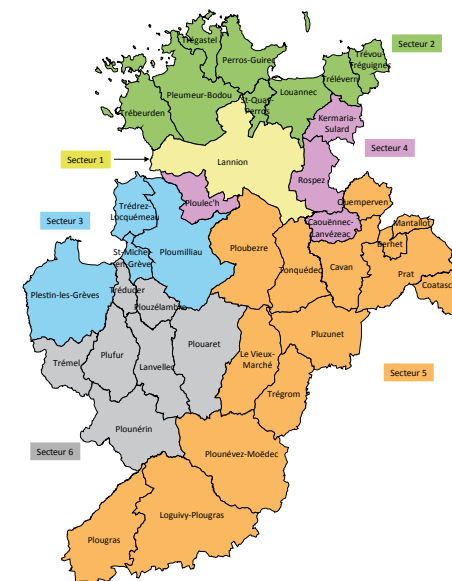 Trégastel
Perros-Guirec
Secteur 2
Trévou-
Tréguignes
Trélévern
Louannec
Pleumeur-Bodou
St-Quay-
Perros
Trébeurden
Kermaria-
Sulard
Secteur 4
Secteur 1
Lannion
Rospez
Ploulec'h
Quemperven
Trédrez-
Locquémeau
Secteur 3
Caouënnec-
Lanvézeac
Mantallot
Berhet
Ploumilliau
Ploubezre
St-Michel-
en-Grève
Tonquédec
Cavan
Prat
Coatasc
Plestin-les-Grèves
Tréduder
Plouzélambre
Pluzunet
Plouaret
Le Vieux-
Marché
Plufur
Trémel
Lanvellec
Secteur 5
Trégrom
Plounérin
Secteur 6
Plounévez-Moëdec
Loguivy-Plougras
Plougras